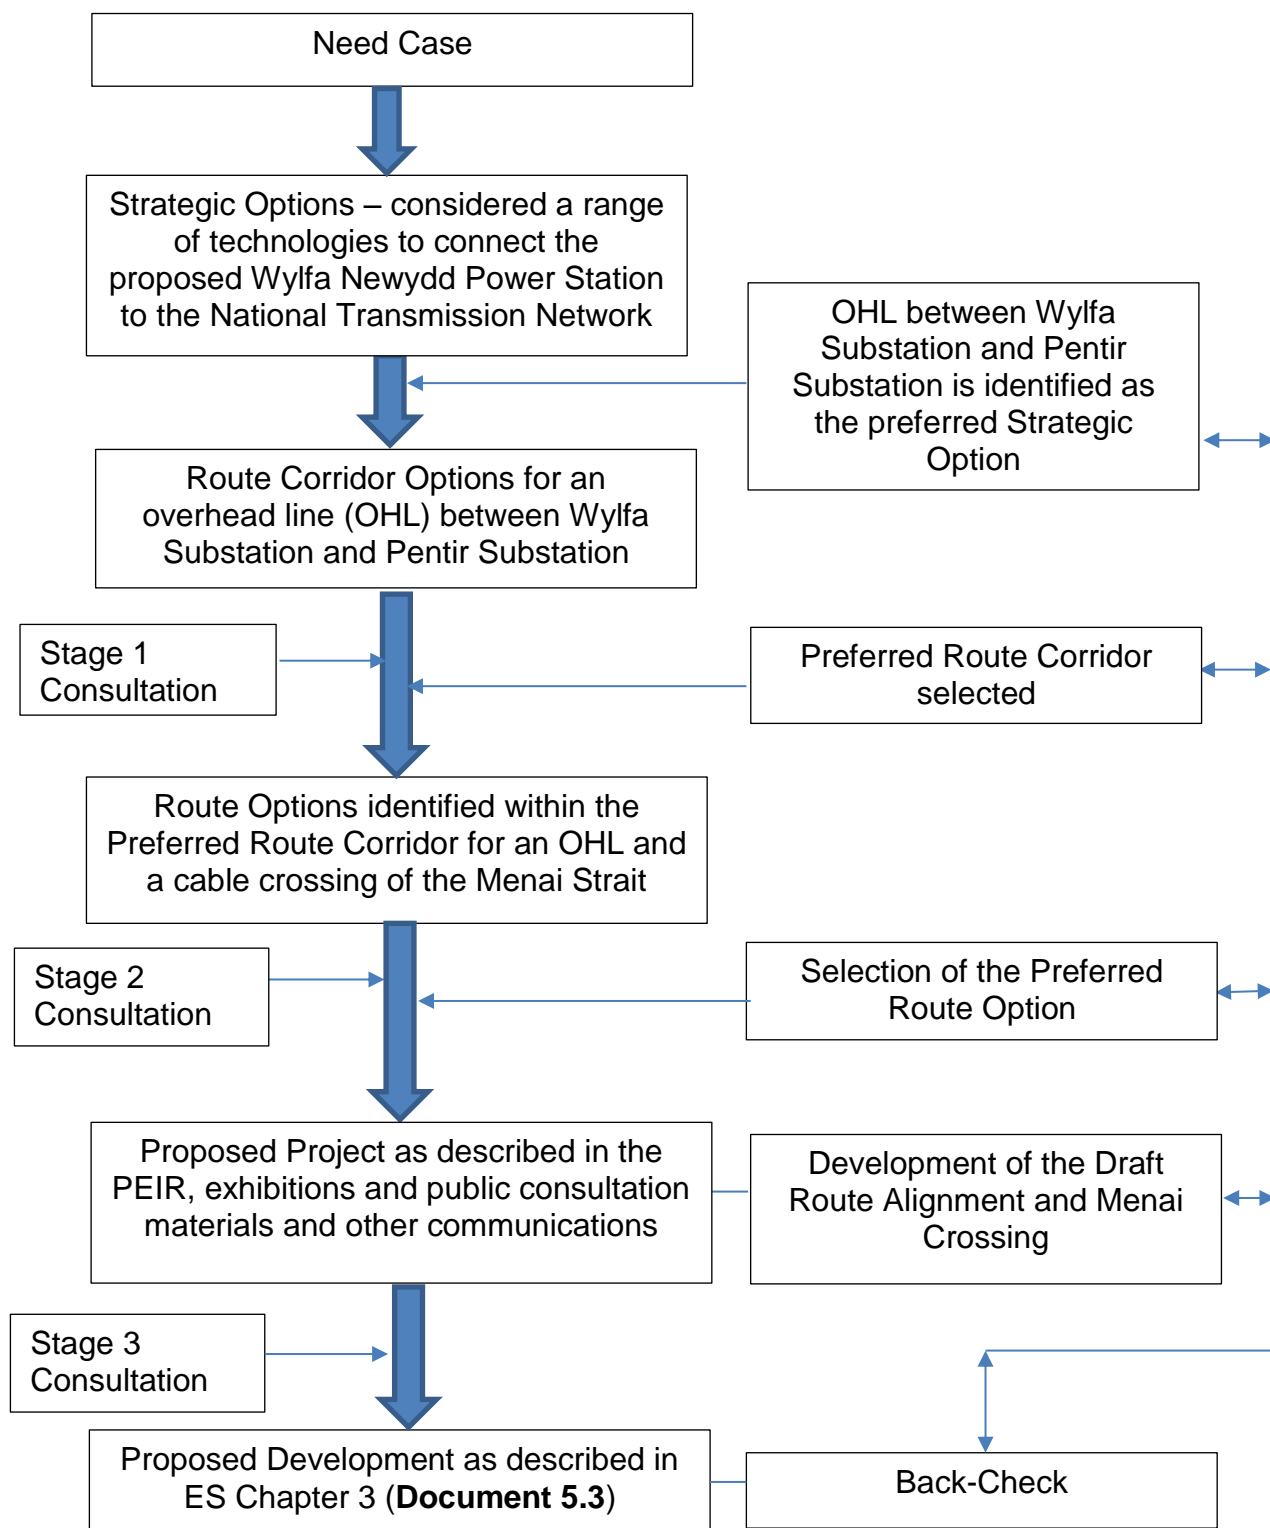 Need Case
Strategic Options – considered a range
of technologies to connect the
proposed Wylfa Newydd Power Station
to the National Transmission Network
OHL between Wylfa
Substation and Pentir
Substation is identified as
the preferred Strategic
Option
Route Corridor Options for an
overhead line (OHL) between Wylfa
Substation and Pentir Substation
Stage 1
Consultation
Preferred Route Corridor
selected
Route Options identified within the
Preferred Route Corridor for an OHL and
a cable crossing of the Menai Strait
Stage 2
Consultation
Selection of the Preferred
Route Option
Proposed Project as described in the
PEIR, exhibitions and public consultation
materials and other communications
Development of the Draft
Route Alignment and Menai
Crossing
Stage 3
Consultation
Proposed Development as described in
ES Chapter 3 (Document 5.3)
Back-Check